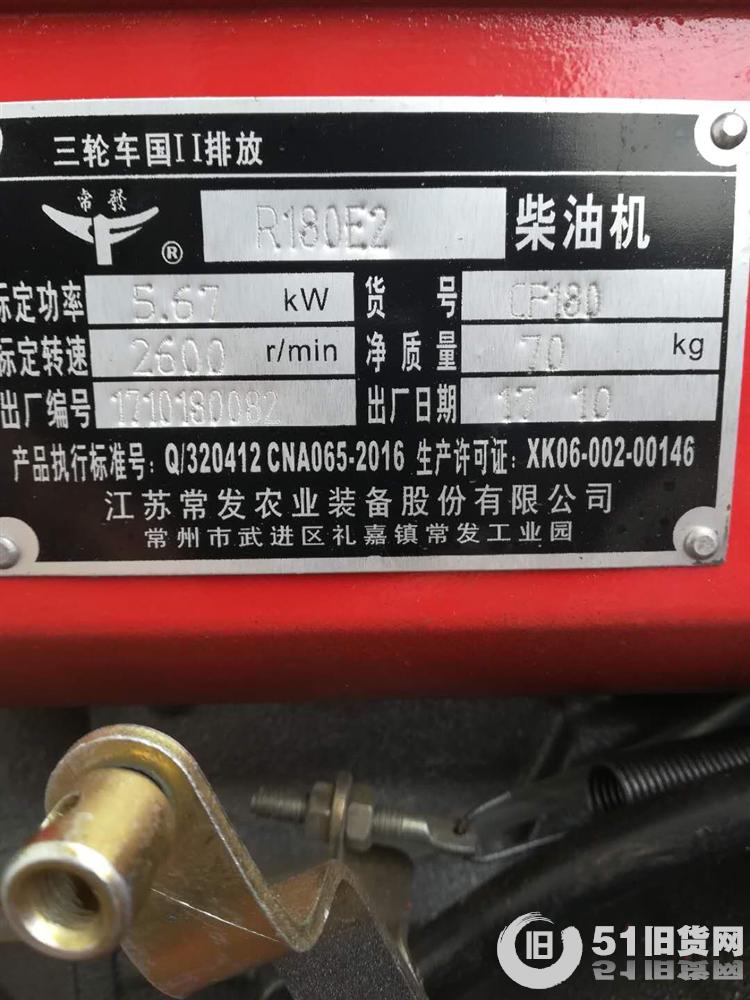 三轮车国II排放
常發 ® R180E2 柴油机
标定功率 5.67 kW 货号 CF180
标定转速 2600 r/min 净质量 70 kg
出厂编号 1710180082 出厂日期 17 10
产品执行标准号: Q/320412 CNA065-2016 生产许可证: XK06-002-00146
江苏常发农业装备股份有限公司
常州市武进区礼嘉镇常发工业园
旧 51旧货网